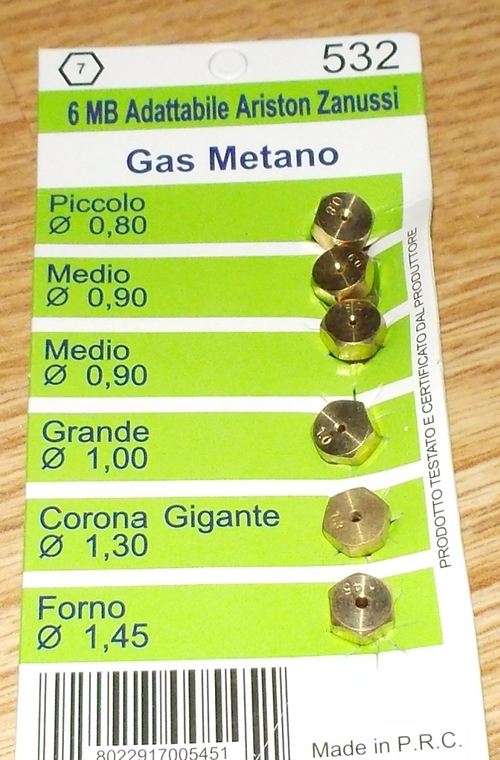 7
532
6 MB Adattabile Ariston Zanussi
Gas Metano
Piccolo
Ø 0,80
80
Medio
Ø 0,90
Medio
Ø 0,90
Grande
Ø 1,00
Corona Gigante
Ø 1,30
Forno
Ø 1,45
PRODOTTO TESTATO E CERTIFICATO DAL PRODUTTORE
8022917005451
Made in P.R.C.